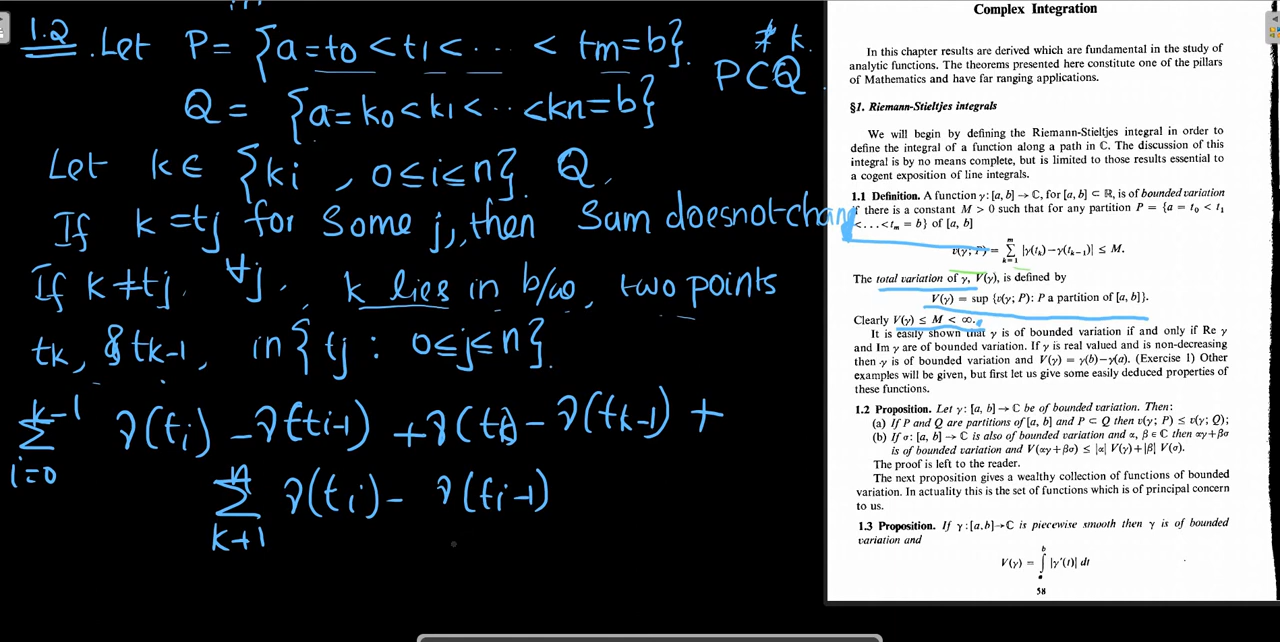 1.2. Let P = {a = t0 < t1 < ... < tm = b}. ≠ k.
P ⊂ Q.
Q = {a = k0 < k1 < .. < kn = b}
Let k ∈ {ki, 0 ≤ i ≤ n}. Q.
If k = tj for some j, then Sum doesnot chang
If k ≠ tj. ∀j. k lies in b/w. two points
tk, & tk-1, in {tj : 0 ≤ j ≤ n}.
k-1
∑ γ(ti) - γ(ti-1) + γ(tk) - γ(tk-1) +
i=0
n
∑ γ(ti) - γ(ti-1)
k+1
Complex Integration
In this chapter results are derived which are fundamental in the study of
analytic functions. The theorems presented here constitute one of the pillars
of Mathematics and have far ranging applications.
§1. Riemann-Stieltjes integrals
We will begin by defining the Riemann-Stieltjes integral in order to
define the integral of a function along a path in ℂ. The discussion of this
integral is by no means complete, but is limited to those results essential to
a cogent exposition of line integrals.
1.1 Definition. A function γ: [a, b] → ℂ, for [a, b] ⊂ ℝ, is of bounded variation
if there is a constant M > 0 such that for any partition P = {a = t0 < t1
<...< tm = b} of [a, b]
v(γ; P) = m∑k=1 |γ(tk) − γ(tk−1)| ≤ M.
The total variation of γ, V(γ), is defined by
V(γ) = sup {v(γ; P): P a partition of [a, b]}.
Clearly V(γ) ≤ M < ∞.
It is easily shown that γ is of bounded variation if and only if Re γ
and Im γ are of bounded variation. If γ is real valued and is non-decreasing
then γ is of bounded variation and V(γ) = γ(b)−γ(a). (Exercise 1) Other
examples will be given, but first let us give some easily deduced properties of
these functions.
1.2 Proposition. Let γ: [a, b] → ℂ be of bounded variation. Then:
(a) If P and Q are partitions of [a, b] and P ⊂ Q then v(γ; P) ≤ v(γ; Q);
(b) If σ: [a, b] → ℂ is also of bounded variation and α, β ∈ ℂ then αγ+βσ
is of bounded variation and V(αγ+βσ) ≤ |α| V(γ)+|β| V(σ).
The proof is left to the reader.
The next proposition gives a wealthy collection of functions of bounded
variation. In actuality this is the set of functions which is of principal concern
to us.
1.3 Proposition. If γ: [a, b] → ℂ is piecewise smooth then γ is of bounded
variation and
V(γ) = b∫a |γ'(t)| dt
58